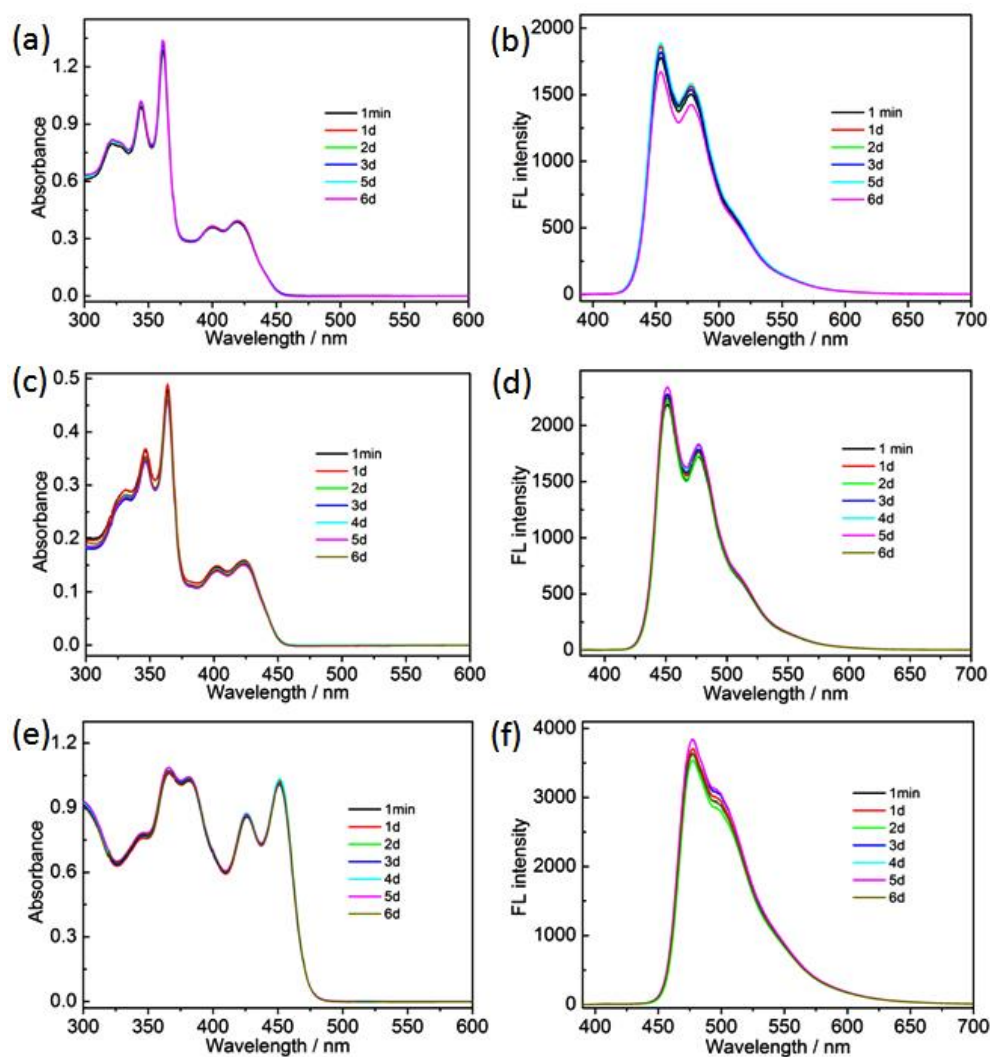 (a)
Absorbance
1.2
0.9
0.6
0.3
0.0
1min
1d
2d
3d
5d
6d
300 350 400 450 500 550 600
Wavelength / nm
(b)
FL intensity
2000
1500
1000
500
0
1 min
1d
2d
3d
5d
6d
400 450 500 550 600 650 700
Wavelength / nm
(c)
Absorbance
0.5
0.4
0.3
0.2
0.1
0.0
1min
1d
2d
3d
4d
5d
6d
300 350 400 450 500 550 600
Wavelength / nm
(d)
FL intensity
2250
1500
750
0
1 min
1d
2d
3d
4d
5d
6d
400 450 500 550 600 650 700
Wavelength / nm
(e)
Absorbance
1.2
0.9
0.6
0.3
0.0
1min
1d
2d
3d
4d
5d
6d
300 350 400 450 500 550 600
Wavelength / nm
(f)
FL intensity
4000
3000
2000
1000
0
1min
1d
2d
3d
4d
5d
6d
400 450 500 550 600 650 700
Wavelength / nm